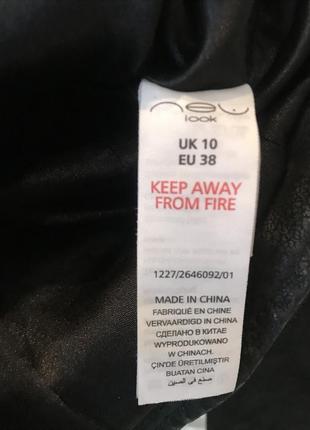 new
look
UK 10
EU 38
KEEP AWAY
FROM FIRE
1227/2646092/01
MADE IN CHINA
FABRIQUÉ EN CHINE
VERVAARDIGD IN CHINA
СДЕЛАНО В КИТАЕ
WYPRODUKOWANO
W CHINACH.
ÇIN'DE ÜRETILMIŞTIR
BUATAN CINA
صنع في الصين